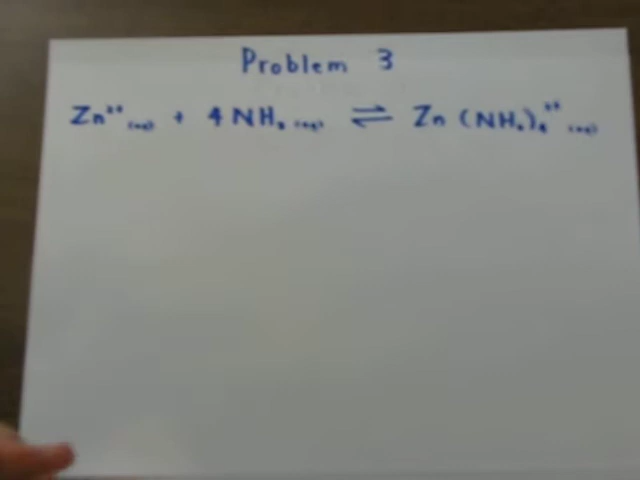 Problem 3
Zn²⁺(aq) + 4 NH₃(aq) ⇌ Zn(NH₃)₄²⁺(aq)